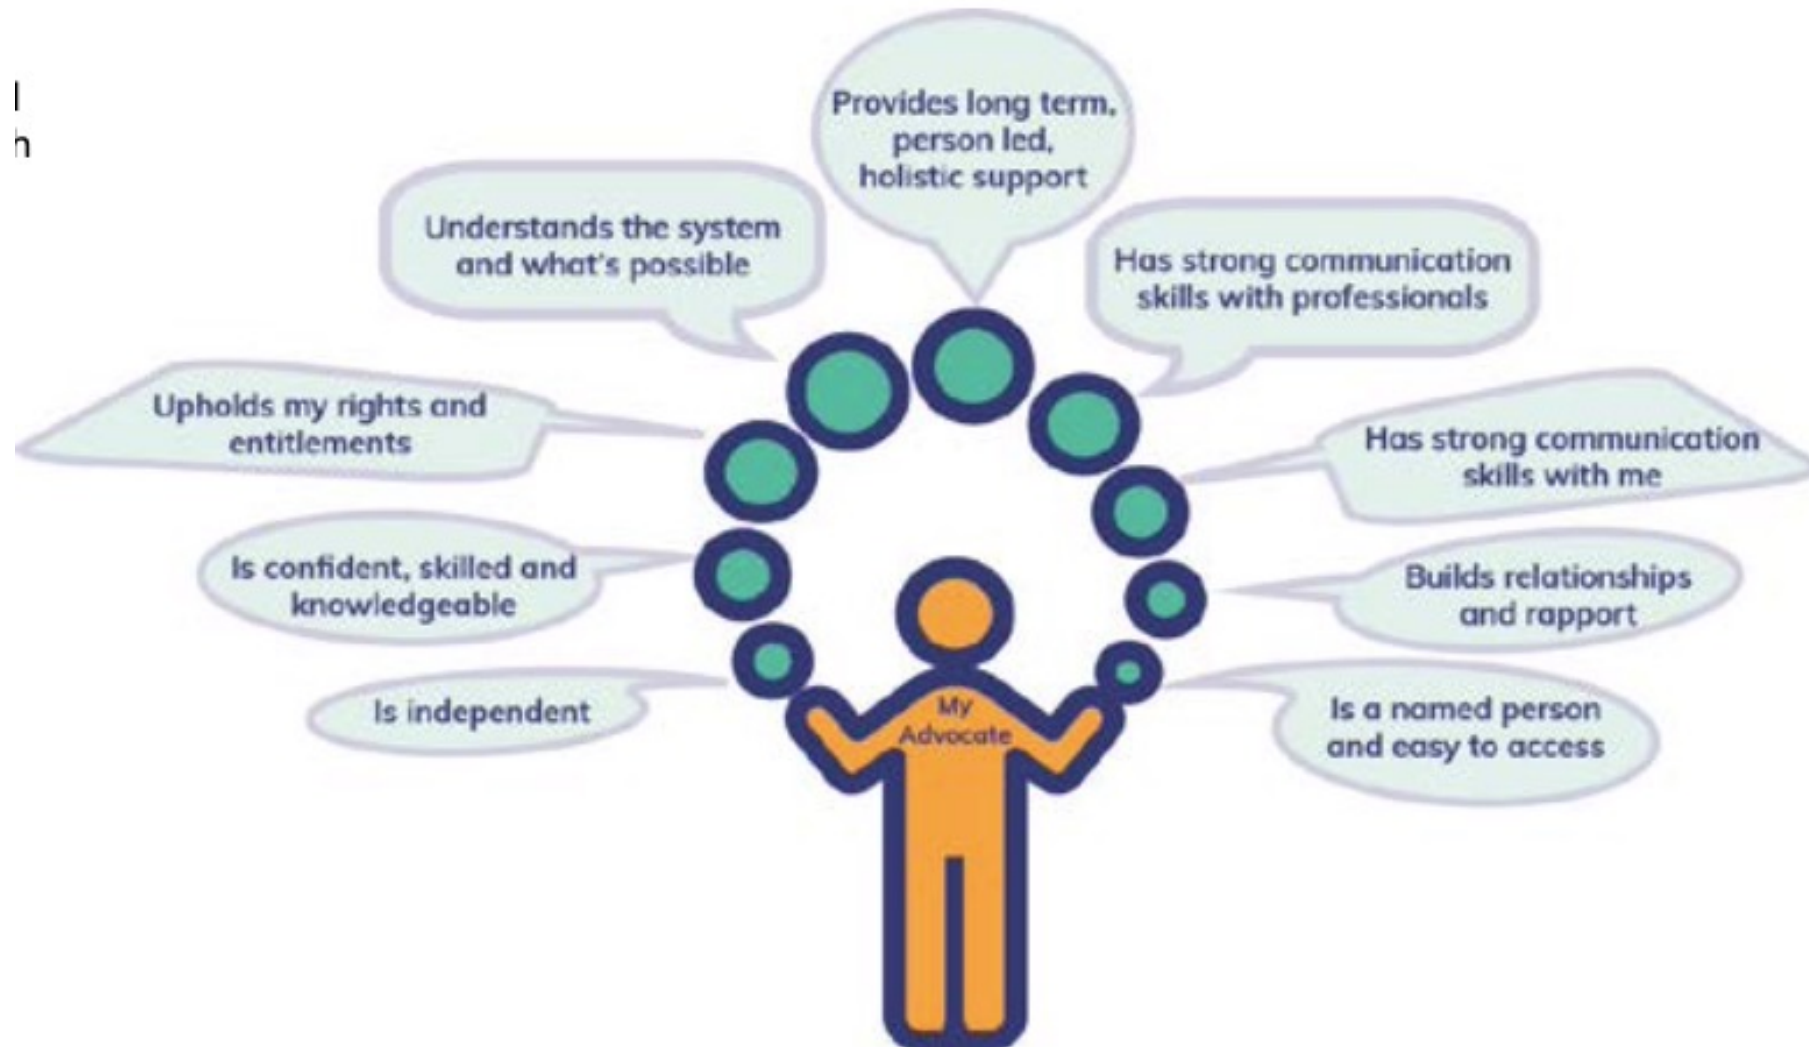 Provides long term,
person led,
holistic support
Understands the system
and what's possible
Has strong communication
skills with professionals
Upholds my rights and
entitlements
Has strong communication
skills with me
Is confident, skilled and
knowledgeable
Builds relationships
and rapport
Is independent
Is a named person
and easy to access
My
Advocate